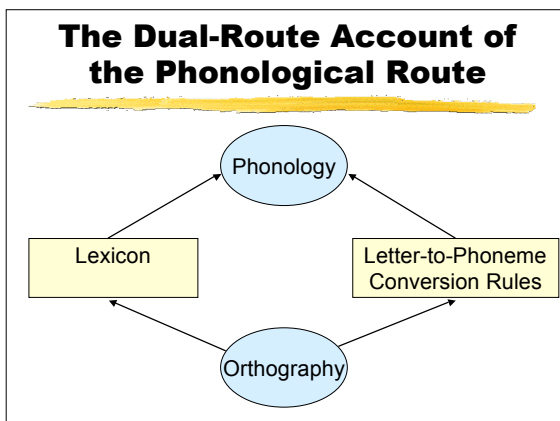 The Dual-Route Account of
the Phonological Route
Phonology
Lexicon
Letter-to-Phoneme
Conversion Rules
Orthography